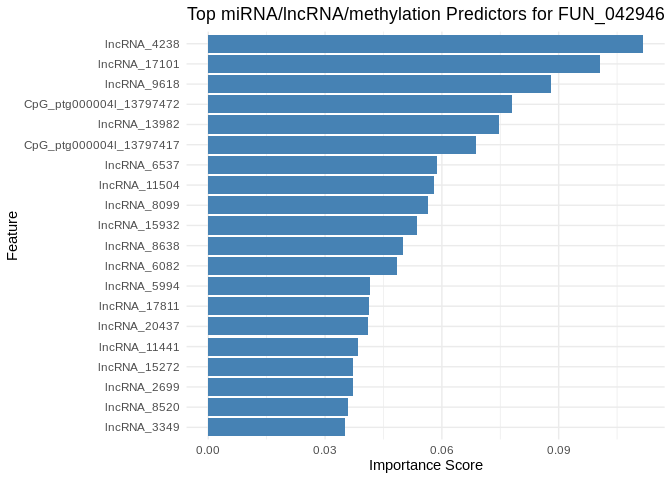 Top miRNA/lncRNA/methylation Predictors for FUN_042946
lncRNA_4238
lncRNA_17101
lncRNA_9618
CpG_ptg000004l_13797472
lncRNA_13982
CpG_ptg000004l_13797417
lncRNA_6537
lncRNA_11504
lncRNA_8099
lncRNA_15932
lncRNA_8638
lncRNA_6082
lncRNA_5994
lncRNA_17811
lncRNA_20437
lncRNA_11441
lncRNA_15272
lncRNA_2699
lncRNA_8520
lncRNA_3349
Feature
0.00 0.03 0.06 0.09
Importance Score